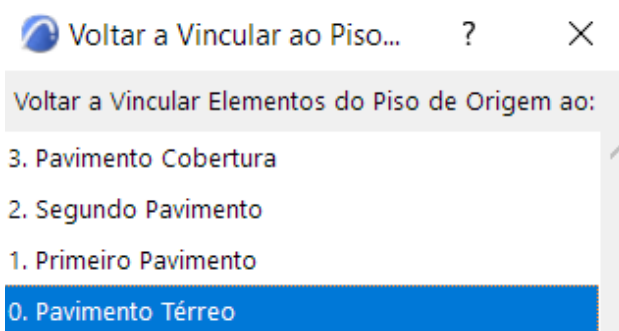 Voltar a Vincular ao Piso... ?
Voltar a Vincular Elementos do Piso de Origem ao:
3. Pavimento Cobertura
2. Segundo Pavimento
1. Primeiro Pavimento
0. Pavimento Térreo